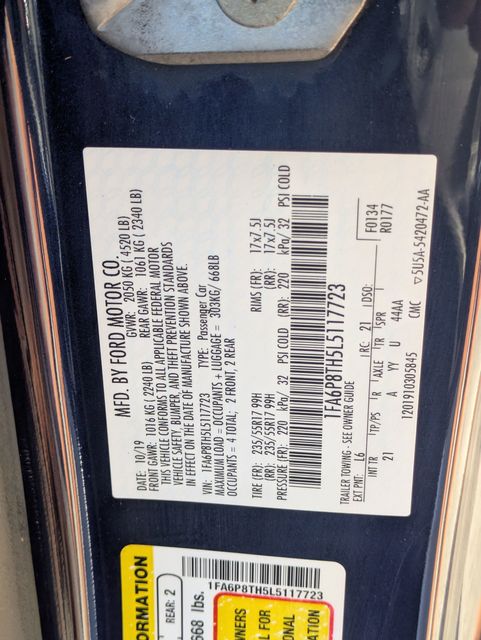 MFD. BY FORD MOTOR CO.
DATE: 10/19 GVWR: 2050 KG ( 4520 LB)
FRONT GAWR: 1016 KG ( 2240 LB) REAR GAWR: 1061 KG ( 2340 LB)
THIS VEHICLE CONFORMS TO ALL APPLICABLE FEDERAL MOTOR
VEHICLE SAFETY, BUMPER, AND THEFT PREVENTION STANDARDS
IN EFFECT ON THE DATE OF MANUFACTURE SHOWN ABOVE.
VIN: 1FA6P8TH5L5117723 TYPE: Passenger Car
MAXIMUM LOAD = OCCUPANTS + LUGGAGE = 303KG/ 668LB
OCCUPANTS = 4 TOTAL; 2 FRONT, 2 REAR
TIRE (FR): 235/55R17 99H RIMS (FR): 17x7.5J
(RR): 235/55R17 99H (RR): 17x7.5J
PRESSURE (FR): 220 kPa/ 32 PSI COLD (RR): 220 kPa/ 32 PSI COLD
1FA6P8TH5L5117723
TRAILER TOWING - SEE OWNER GUIDE
EXT PNT: L6 RC: 21 DSO: F0134
R0177
INT TR TP/PS R AXLE TR SPR
21 A YY U 44AA
1201910305845 CMC ▽5U5A-5420472-AA
ORMATION
REAR: 2
668 lbs.
1FA6P8TH5L5117723
WNERS
L FOR
IONAL